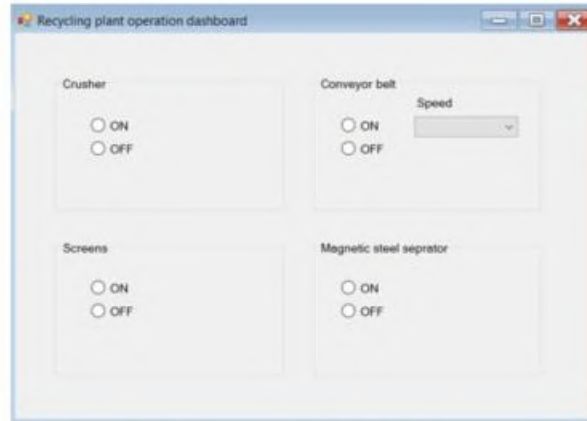 Recycling plant operation dashboard
Crusher
ON
OFF
Conveyor belt
Speed
ON
OFF
Screens
ON
OFF
Magnetic steel seprator
ON
OFF